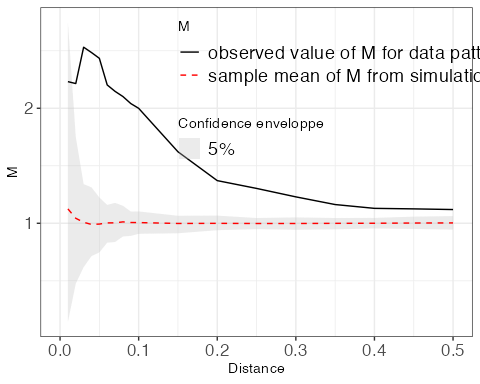 M
observed value of M for data patt
sample mean of M from simulatio
Confidence enveloppe
5%
M
2
1
0.0 0.1 0.2 0.3 0.4 0.5
Distance